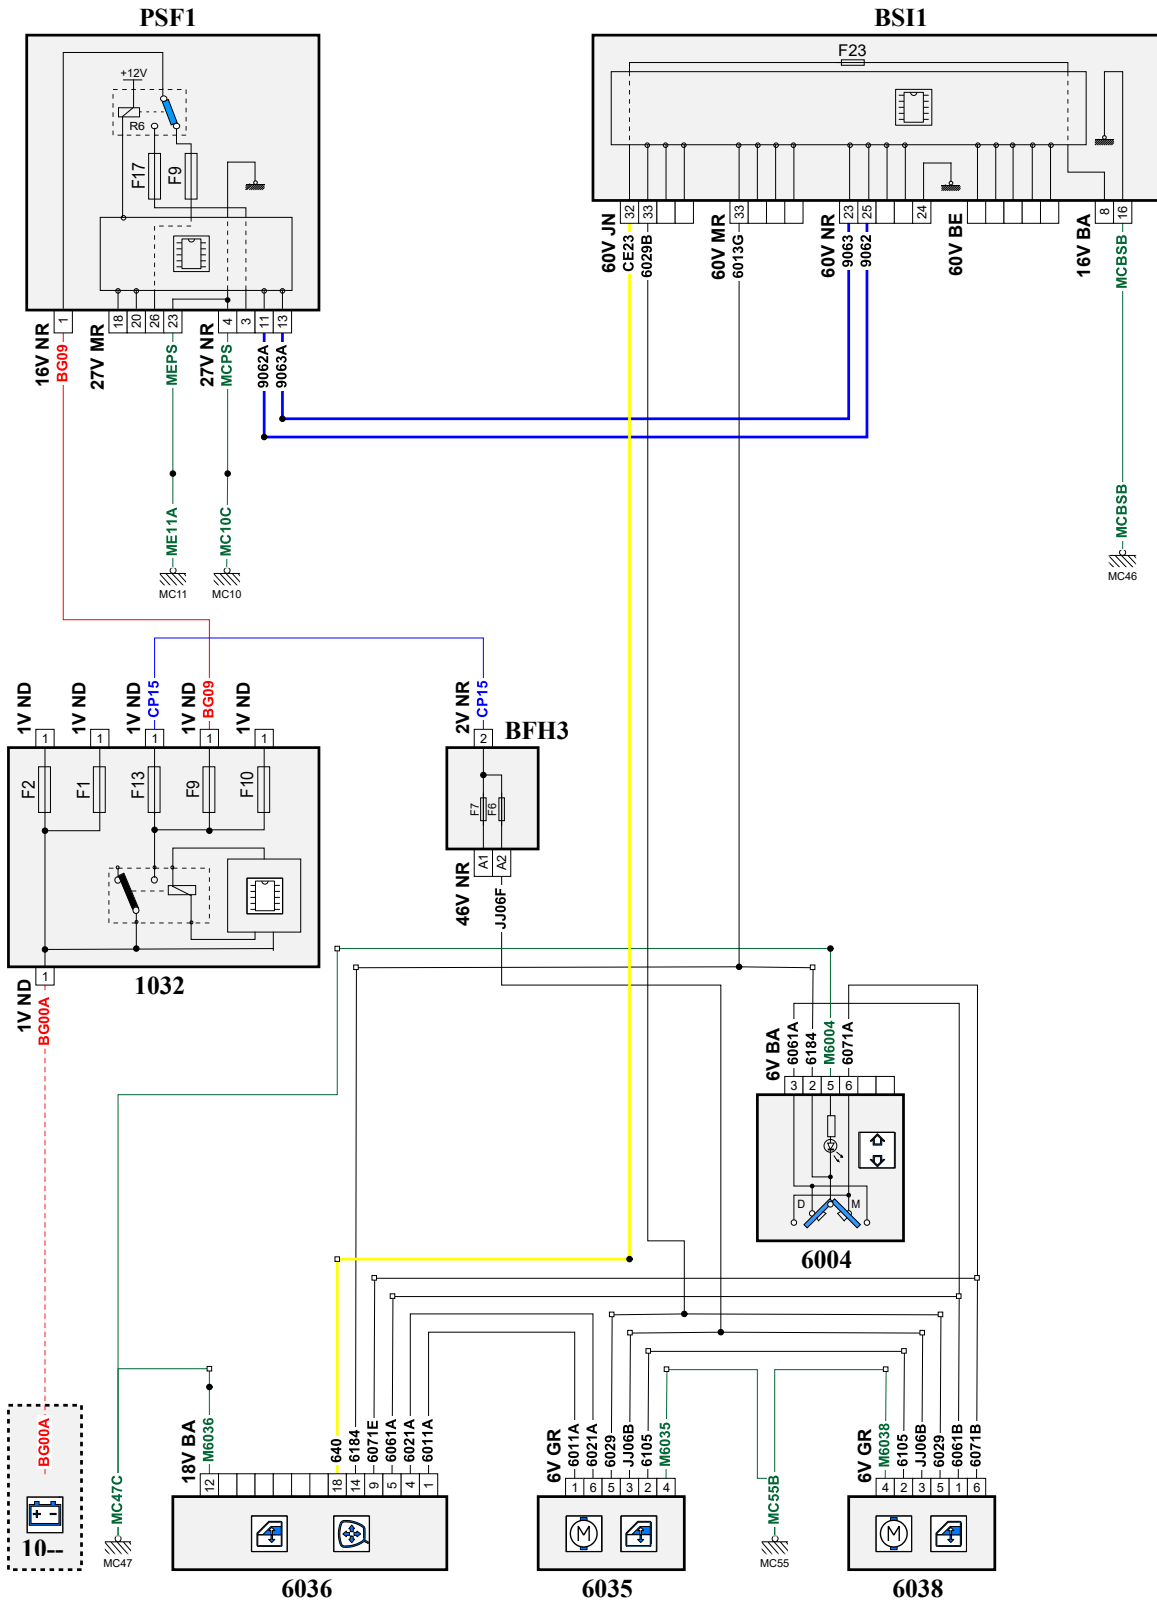 PSF1
BSI1
+12V
R6
F17
F9
F23
1
18
20
26
23
4
3
11
13
16V NR
BG09
27V MR
MEPS
27V NR
MCPS
9062A
9063A
32
33
33
23
25
24
8
16
60V JN
CE23
6029B
60V MR
6013G
60V NR
9063
9062
60V BE
16V BA
MCBSB
ME11A
MC10C
MCBSB
MC11
MC10
MC46
1V ND
1V ND
1V ND
CP15
1V ND
BG09
1V ND
2V NR
CP15
1
1
1
1
1
2
BFH3
F2
F1
F13
F9
F10
F7
F6
A1
A2
46V NR
JJ06F
1
1032
1V ND
BG00A
6V BA
6061A
6184
M6004
6071A
3
2
5
6
D
M
6004
BG00A
10--
MC47C
MC47
18V BA
M6036
640
6184
6071E
6061A
6021A
6011A
12
18
14
9
5
4
1
6036
6V GR
6011A
6021A
6029
JJ06B
6105
M6035
1
6
5
3
2
4
M
6035
MC55B
MC55
6V GR
M6038
6105
JJ06B
6029
6061B
6071B
4
2
3
5
1
6
M
6038